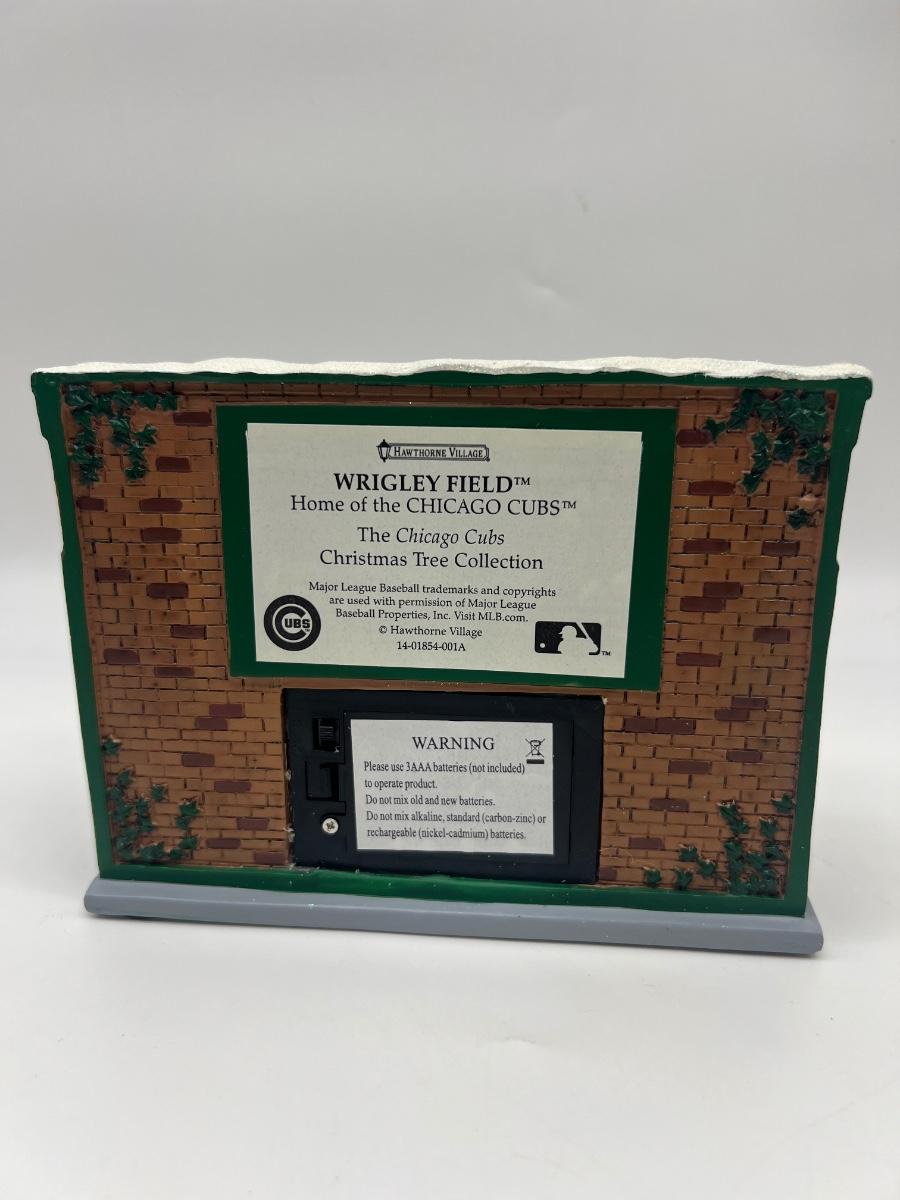 HAWTHORNE VILLAGE
WRIGLEY FIELD™
Home of the CHICAGO CUBS™
The Chicago Cubs
Christmas Tree Collection
Major League Baseball trademarks and copyrights
are used with permission of Major League
Baseball Properties, Inc. Visit MLB.com.
© Hawthorne Village
14-01854-001A
CUBS
™
WARNING
Please use 3AAA batteries (not included)
to operate product.
Do not mix old and new batteries.
Do not mix alkaline, standard (carbon-zinc) or
rechargeable (nickel-cadmium) batteries.